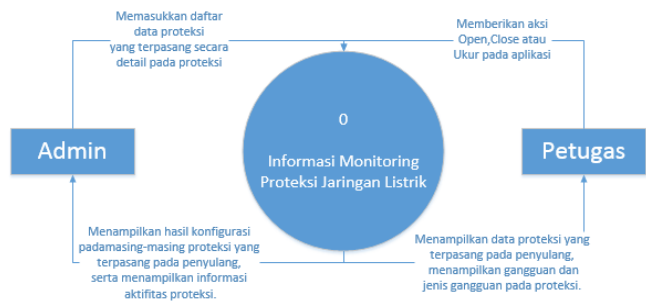 Memasukkan daftar
data proteksi
yang terpasang secara
detail pada proteksi
Memberikan aksi
Open,Close atau
Ukur pada aplikasi
Admin
0
Informasi Monitoring
Proteksi Jaringan Listrik
Petugas
Menampilkan hasil konfigurasi
padamasing-masing proteksi yang
terpasang pada penyulang,
serta menampilkan informasi
aktifitas proteksi.
Menampilkan data proteksi yang
terpasang pada penyulang,
menampilkan gangguan dan
jenis gangguan pada proteksi.